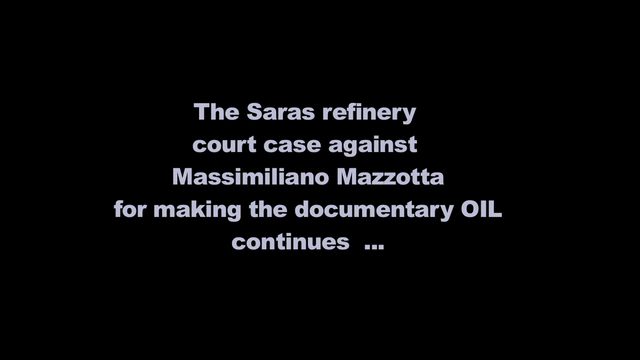 The Saras refinery
court case against
Massimiliano Mazzotta
for making the documentary OIL
continues ...